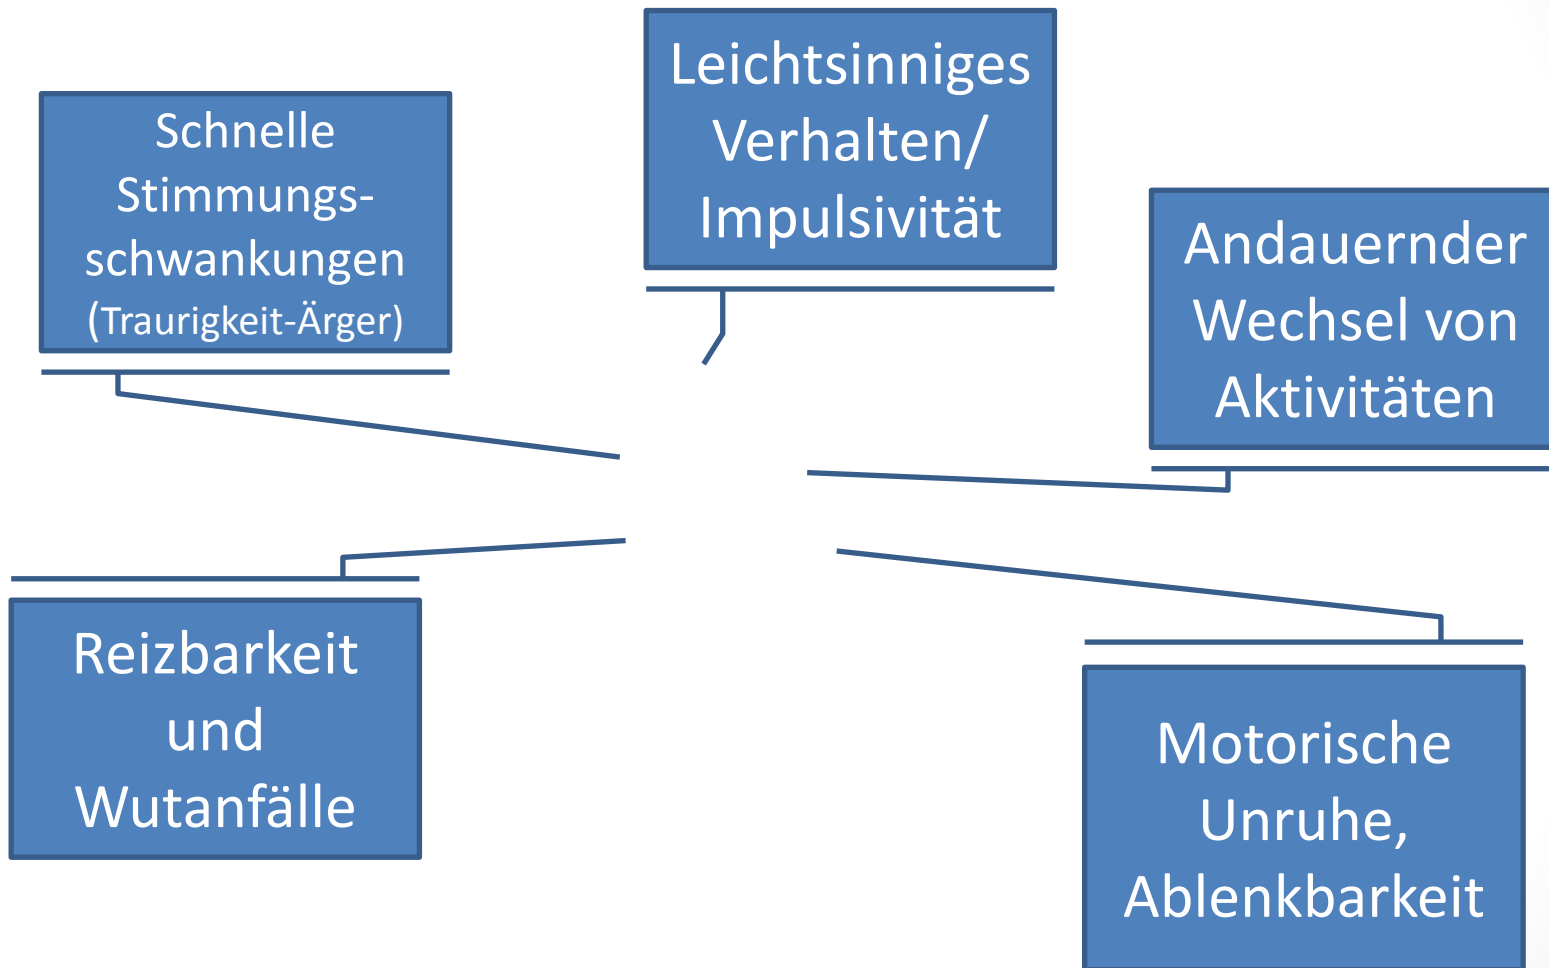 Leichtsinniges
Verhalten/
Impulsivität
Schnelle
Stimmungs-
schwankungen
(Traurigkeit-Ärger)
Andauernder
Wechsel von
Aktivitäten
Reizbarkeit
und
Wutanfälle
Motorische
Unruhe,
Ablenkbarkeit